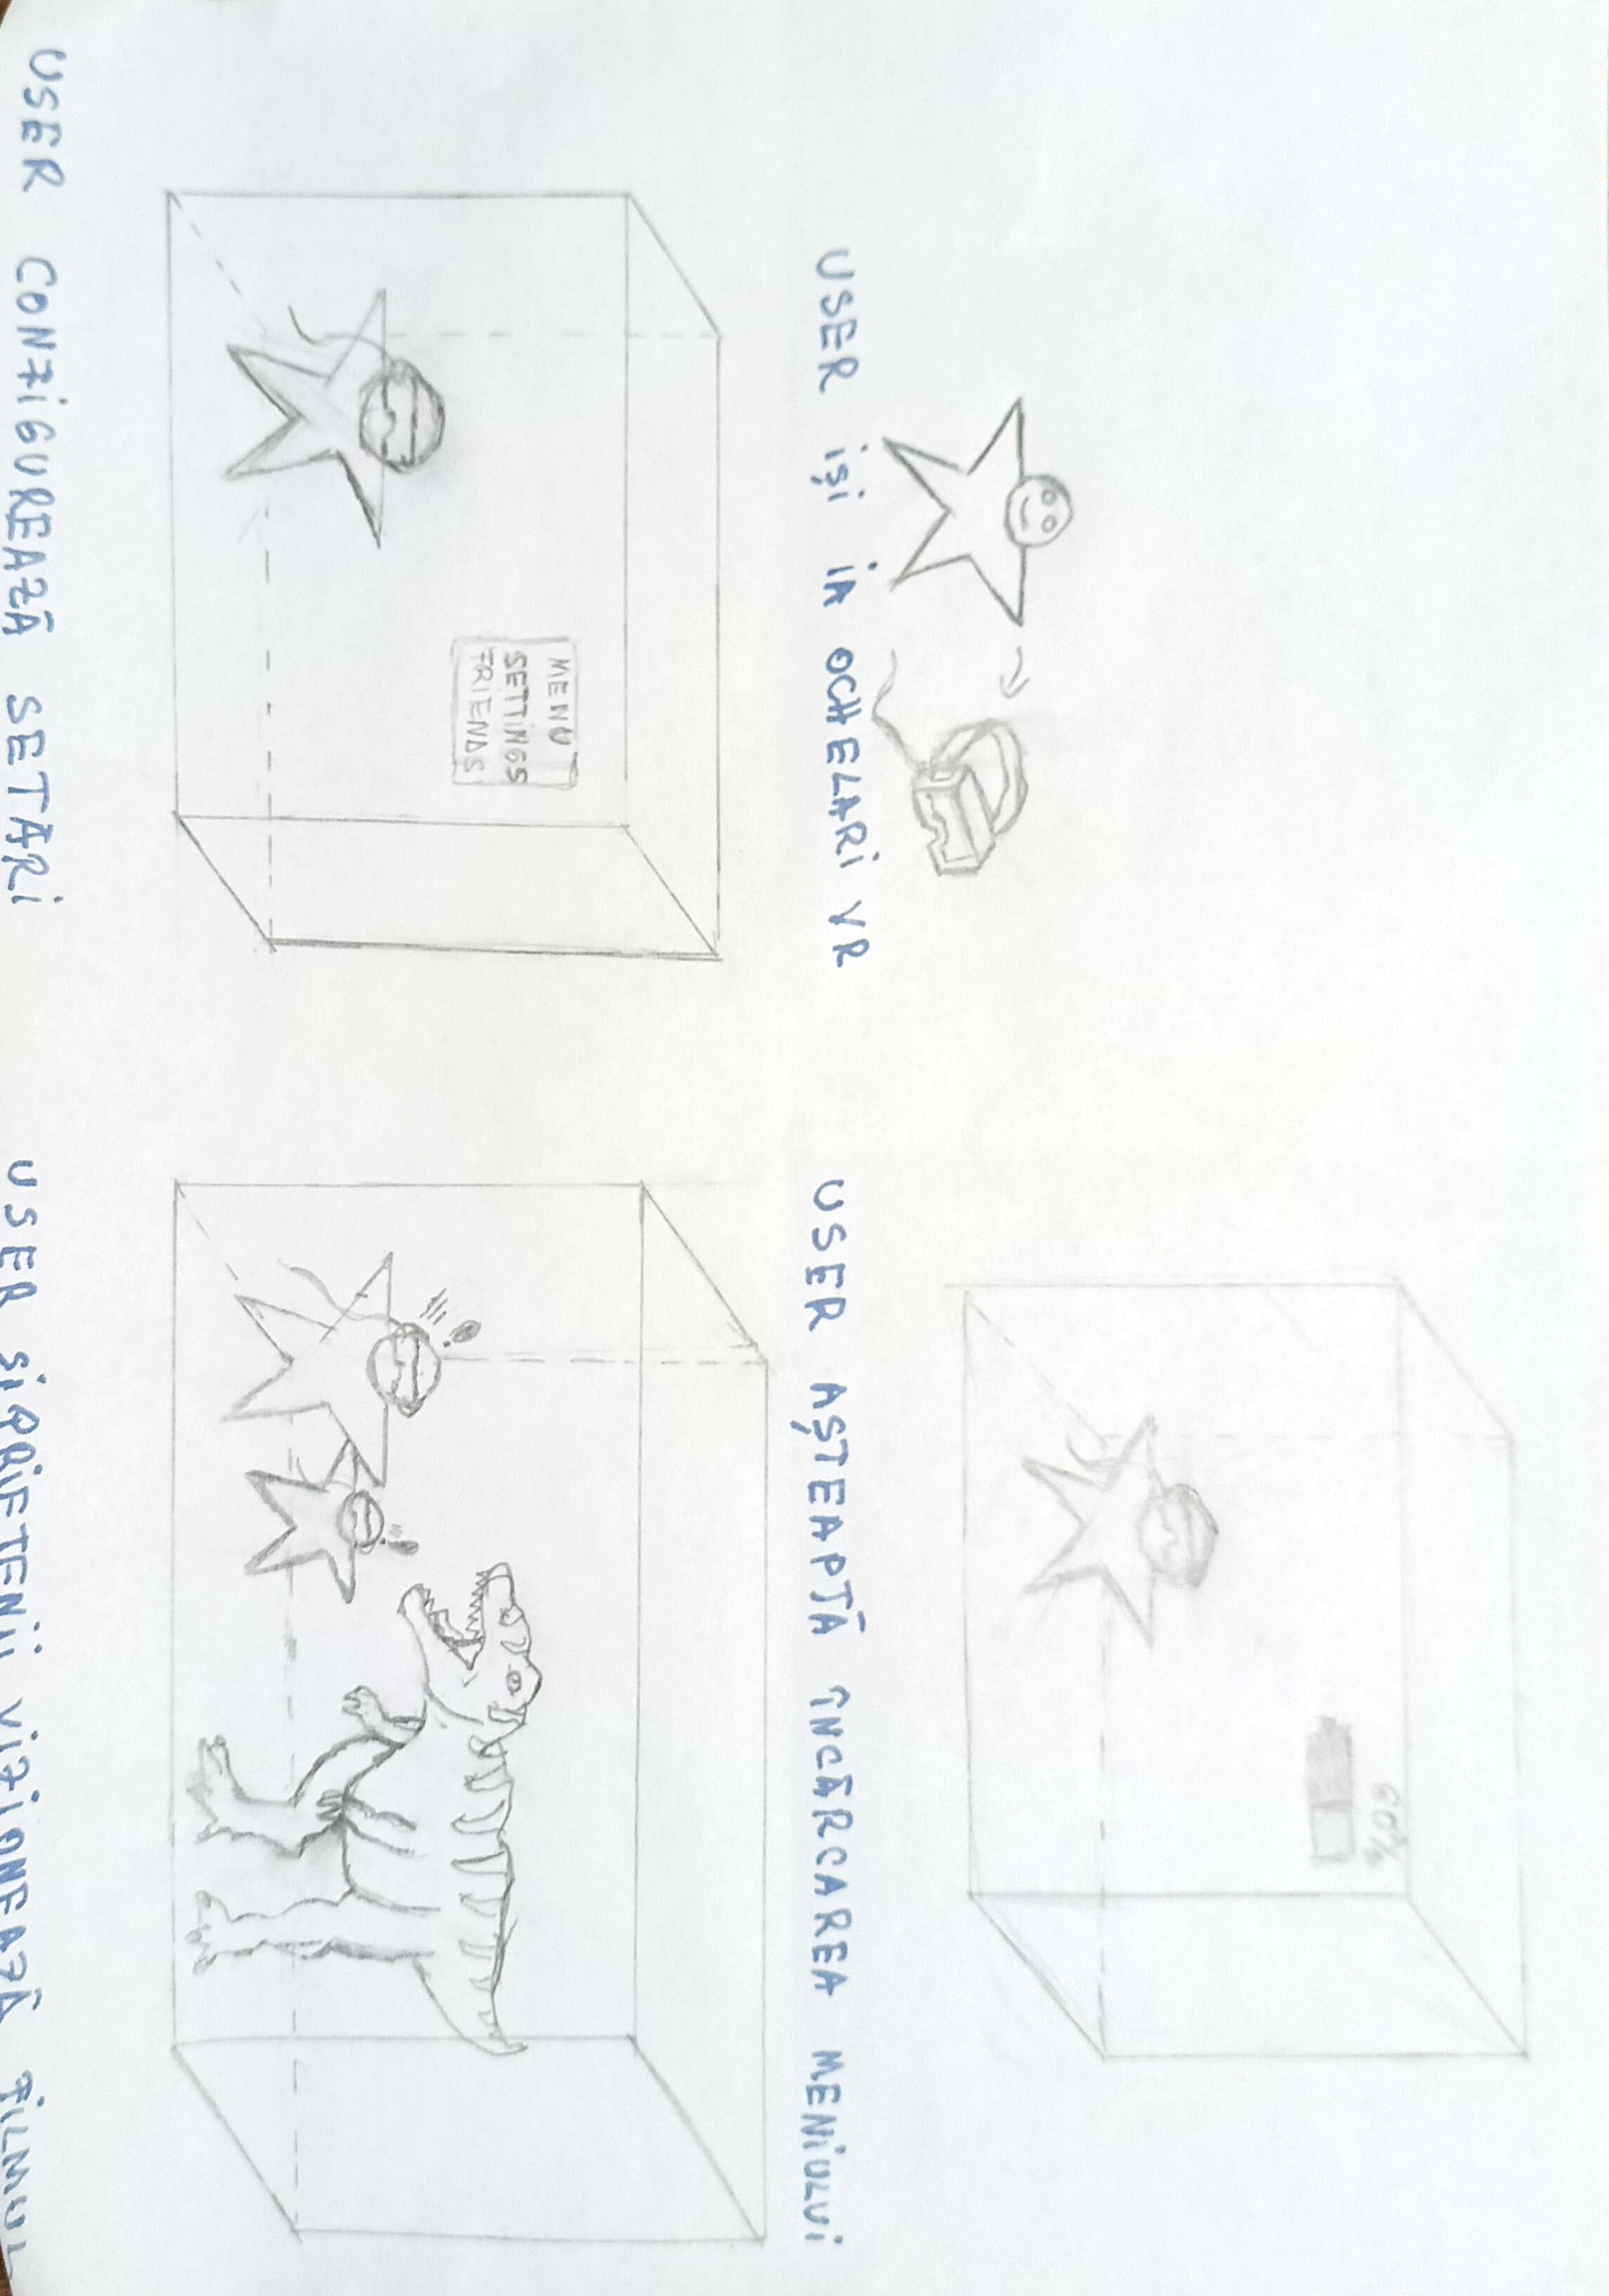 USER IȘI IA OCHELARI VR
60%
USER AȘTEAPTĂ ÎNCĂRCAREA MENIULUI
MENU
SETTINGS
FRIENDS
USER CONFIGUREAZĂ SETĂRI
USER ȘI PRIETENII VIZIONEAZĂ FILMUL